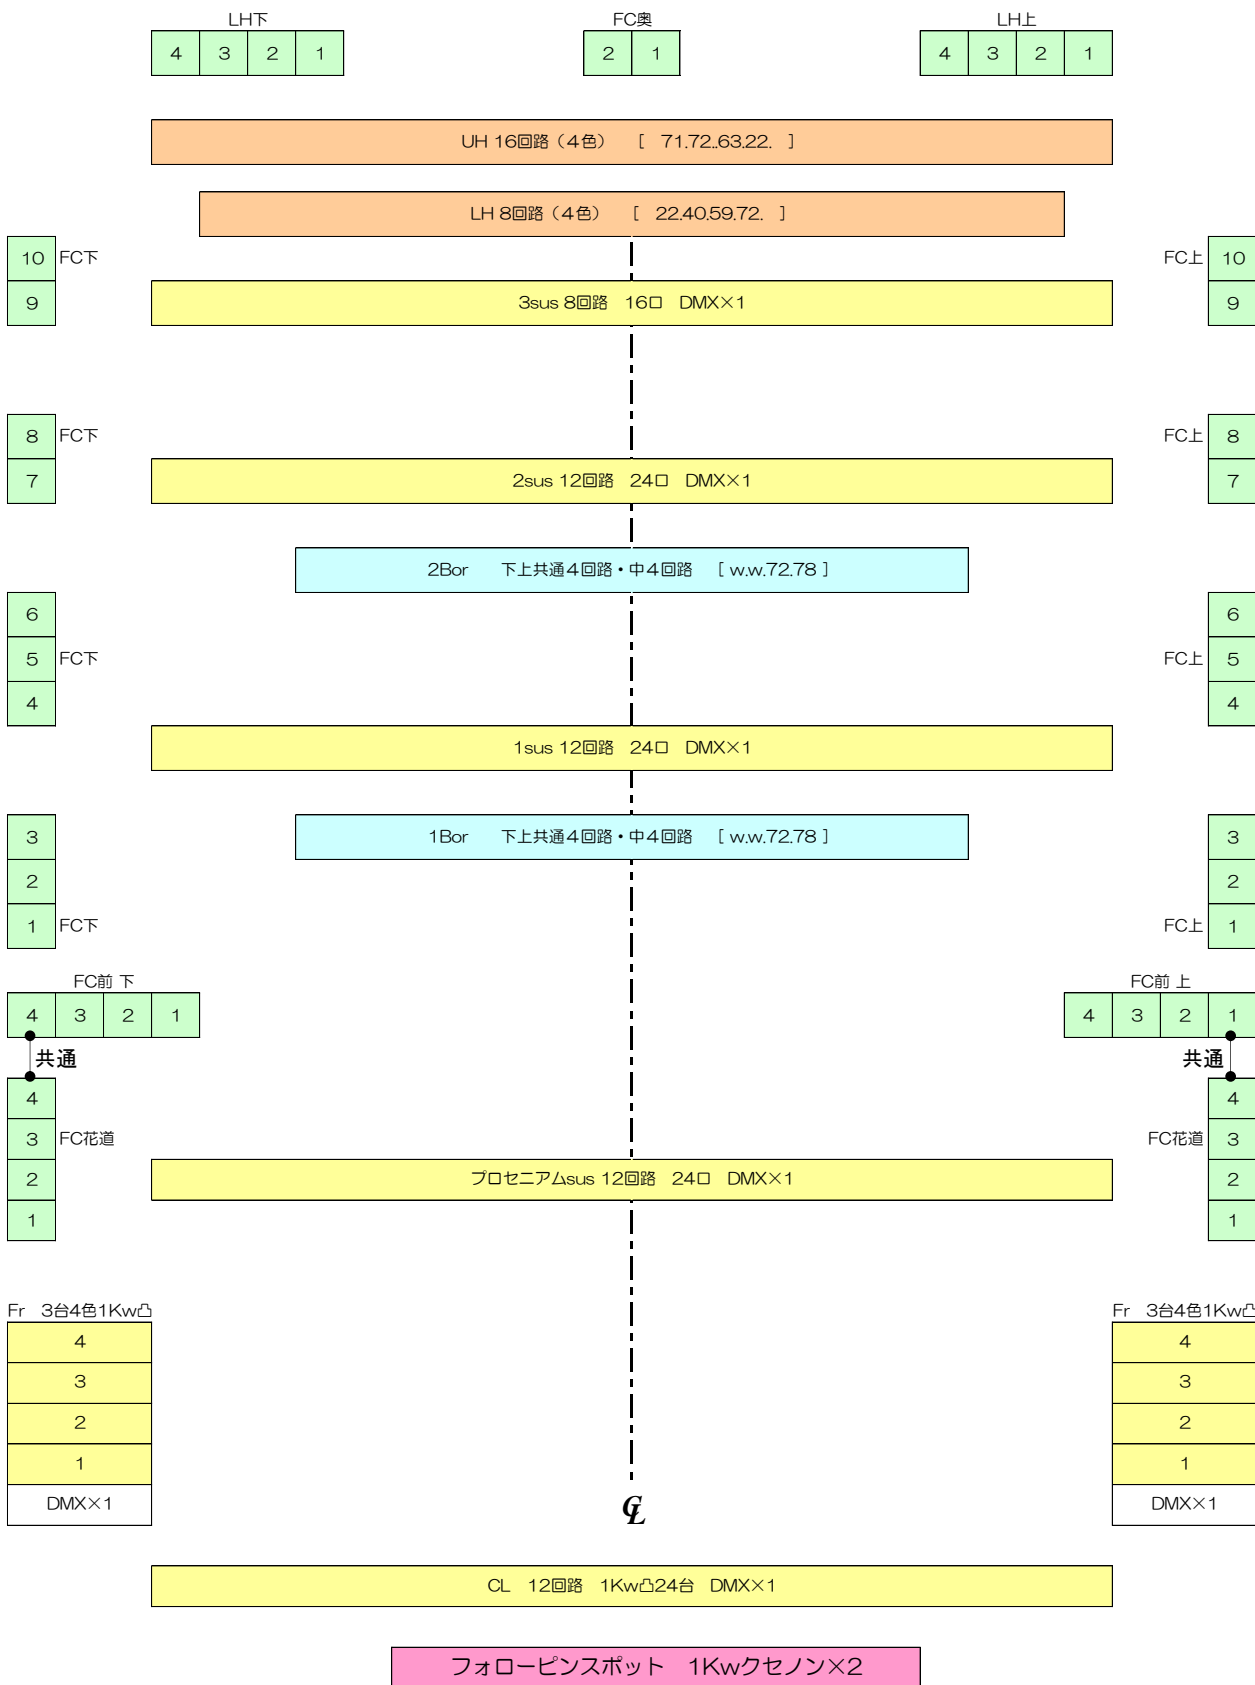 LH下 FC奥 LH上
4 3 2 1 2 1 4 3 2 1
UH 16回路（４色） [ 71.72..63.22. ]
LH 8回路（４色） [ 22.40.59.72. ]
10 FC下 FC上 10
9 3sus 8回路 16口 DMX×1 9
8 FC下 FC上 8
7 2sus 12回路 24口 DMX×1 7
2Bor 下上共通４回路・中４回路 [ w.w.72.78 ]
6 6
5 FC下 FC上 5
4 4
1sus 12回路 24口 DMX×1
3 1Bor 下上共通４回路・中４回路 [ w.w.72.78 ] 3
2 2
1 FC下 FC上 1
FC前 下 FC前 上
4 3 2 1 4 3 2 1
共通 共通
4 4
3 FC花道 FC花道 3
2 プロセニアムsus 12回路 24口 DMX×1 2
1 1
Fr 3台4色1Kw凸 Fr 3台4色1Kw凸
4 4
3 3
2 2
1 1
DMX×1 ℄ DMX×1
CL 12回路 1Kw凸24台 DMX×1
フォローピンスポット 1Kwクセノン×2